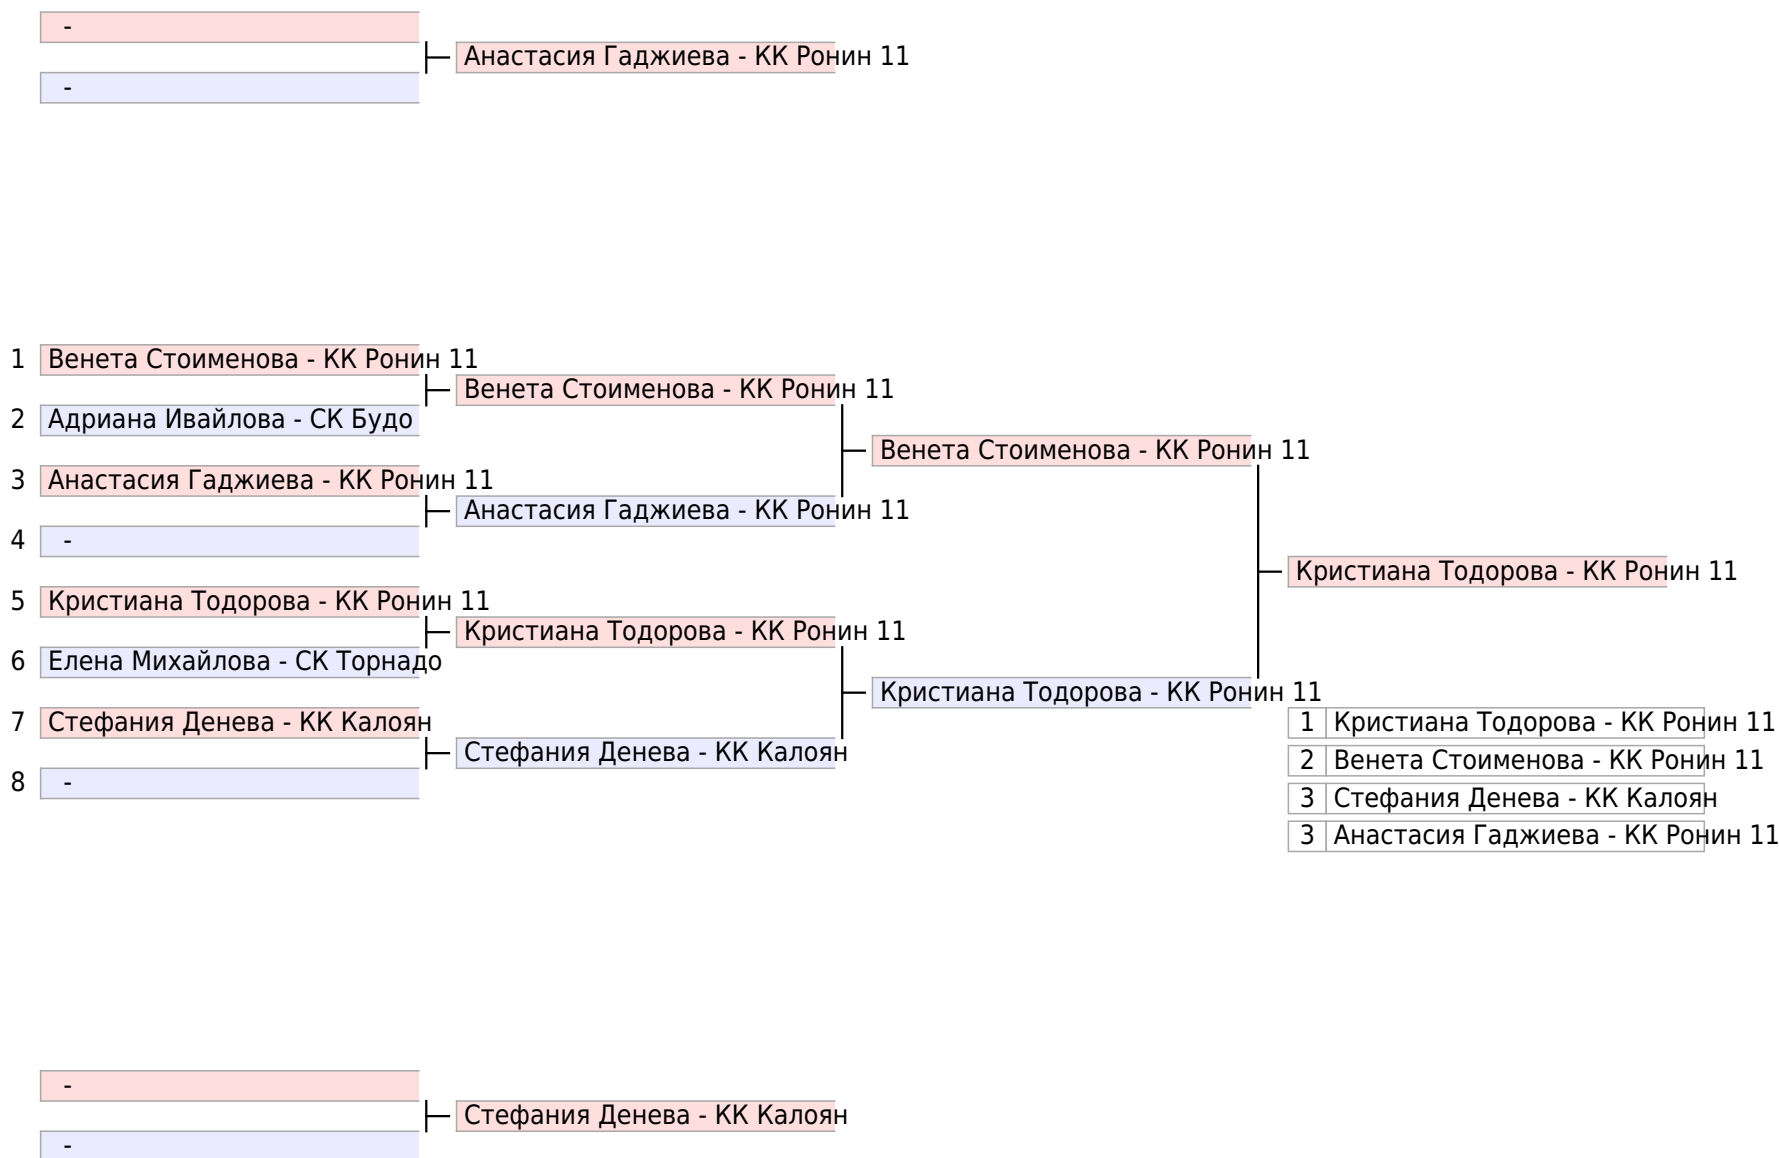 -
Анастасия Гаджиева - КК Ронин 11
-
1 Венета Стоименова - КК Ронин 11
Венета Стоименова - КК Ронин 11
2 Адриана Ивайлова - СК Будо
Венета Стоименова - КК Ронин 11
3 Анастасия Гаджиева - КК Ронин 11
Анастасия Гаджиева - КК Ронин 11
4 -
Кристиана Тодорова - КК Ронин 11
5 Кристиана Тодорова - КК Ронин 11
Кристиана Тодорова - КК Ронин 11
6 Елена Михайлова - СК Торнадо
Кристиана Тодорова - КК Ронин 11
7 Стефания Денева - КК Калоян
Стефания Денева - КК Калоян
8 -
1 Кристиана Тодорова - КК Ронин 11
2 Венета Стоименова - КК Ронин 11
3 Стефания Денева - КК Калоян
3 Анастасия Гаджиева - КК Ронин 11
-
Стефания Денева - КК Калоян
-